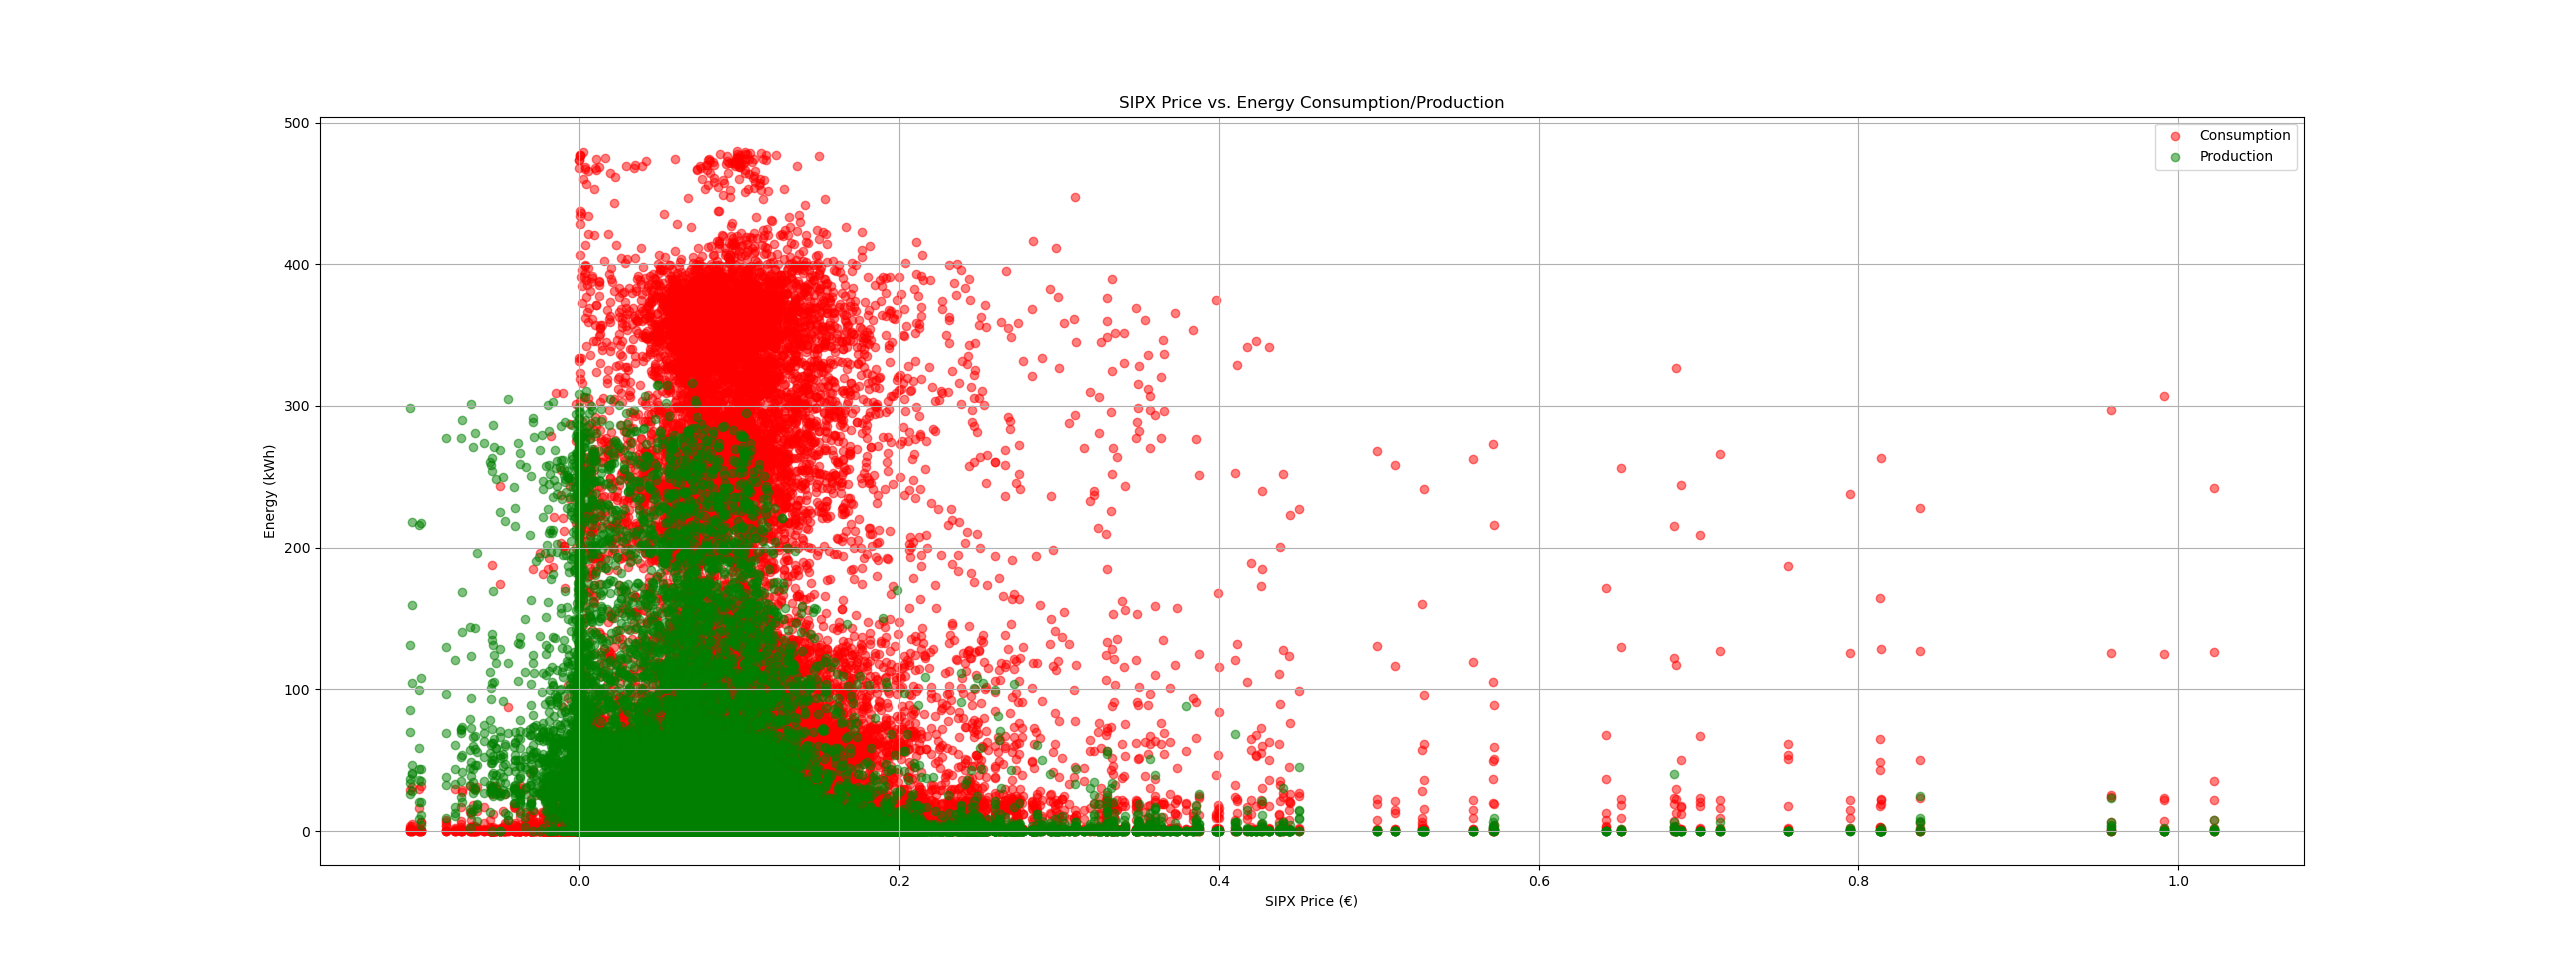 SIPX Price vs. Energy Consumption/Production
Consumption
Production
500
400
300
200
100
0
Energy (kWh)
0.0 0.2 0.4 0.6 0.8 1.0
SIPX Price (€)